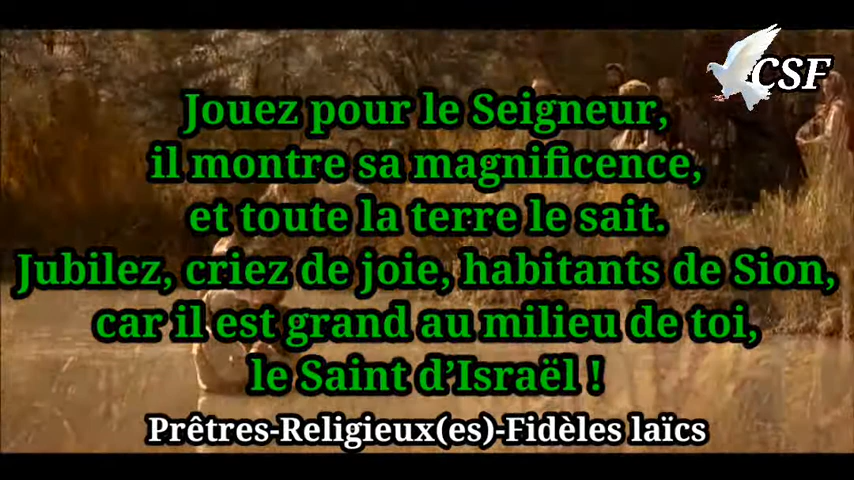 CSF
Jouez pour le Seigneur,
il montre sa magnificence,
et toute la terre le sait.
Jubilez, criez de joie, habitants de Sion,
car il est grand au milieu de toi,
le Saint d’Israël !
Prêtres-Religieux(es)-Fidèles laïcs